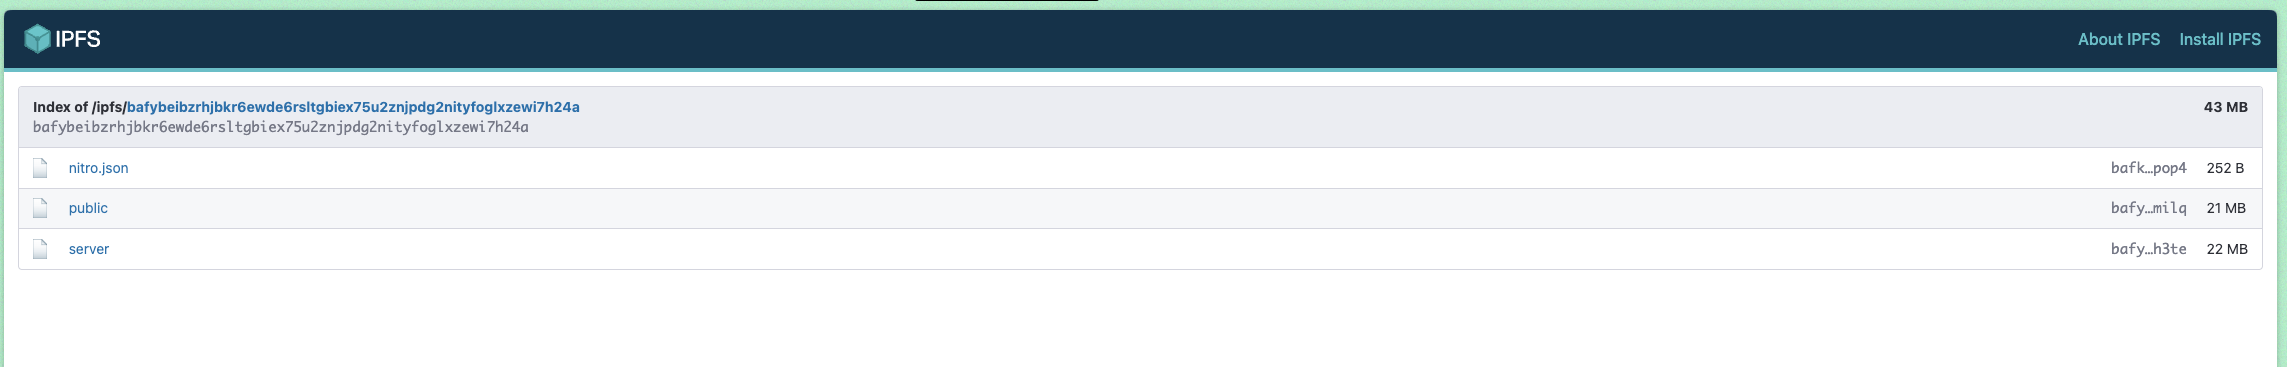 IPFS
About IPFS Install IPFS
Index of /ipfs/bafybeibzrhjbkr6ewde6rsltgbiex75u2znjpdg2nityfoglxzewi7h24a 43 MB
bafybeibzrhjbkr6ewde6rsltgbiex75u2znjpdg2nityfoglxzewi7h24a
nitro.json bafk…pop4 252 B
public bafy…milq 21 MB
server bafy…h3te 22 MB